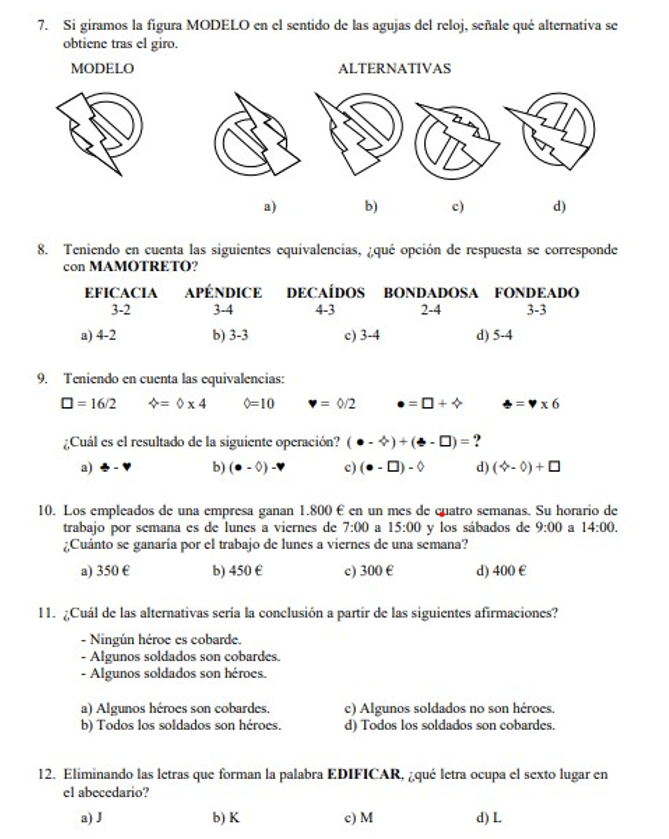 7. Si giramos la figura MODELO en el sentido de las agujas del reloj, señale qué alternativa se
obtiene tras el giro.
MODELO ALTERNATIVAS
a) b) c) d)
8. Teniendo en cuenta las siguientes equivalencias, ¿qué opción de respuesta se corresponde
con MAMOTRETO?
EFICACIA APÉNDICE DECAÍDOS BONDADOSA FONDEADO
3-2 3-4 4-3 2-4 3-3
a) 4-2 b) 3-3 c) 3-4 d) 5-4
9. Teniendo en cuenta las equivalencias:
□ = 16/2 ✧= ◊ x 4 ◊=10 ♥ = ◊/2 ● = □ + ✧ ♣ = ♥ x 6
¿Cuál es el resultado de la siguiente operación? ( ● - ✧) + (♣ - □) = ?
a) ♣ - ♥ b) (● - ◊) -♥ c) (● - □) - ◊ d) (✧- ◊) + □
10. Los empleados de una empresa ganan 1.800 € en un mes de cuatro semanas. Su horario de
trabajo por semana es de lunes a viernes de 7:00 a 15:00 y los sábados de 9:00 a 14:00.
¿Cuánto se ganaría por el trabajo de lunes a viernes de una semana?
a) 350 € b) 450 € c) 300 € d) 400 €
11. ¿Cuál de las alternativas sería la conclusión a partir de las siguientes afirmaciones?
- Ningún héroe es cobarde.
- Algunos soldados son cobardes.
- Algunos soldados son héroes.
a) Algunos héroes son cobardes. c) Algunos soldados no son héroes.
b) Todos los soldados son héroes. d) Todos los soldados son cobardes.
12. Eliminando las letras que forman la palabra EDIFICAR, ¿qué letra ocupa el sexto lugar en
el abecedario?
a) J b) K c) M d) L